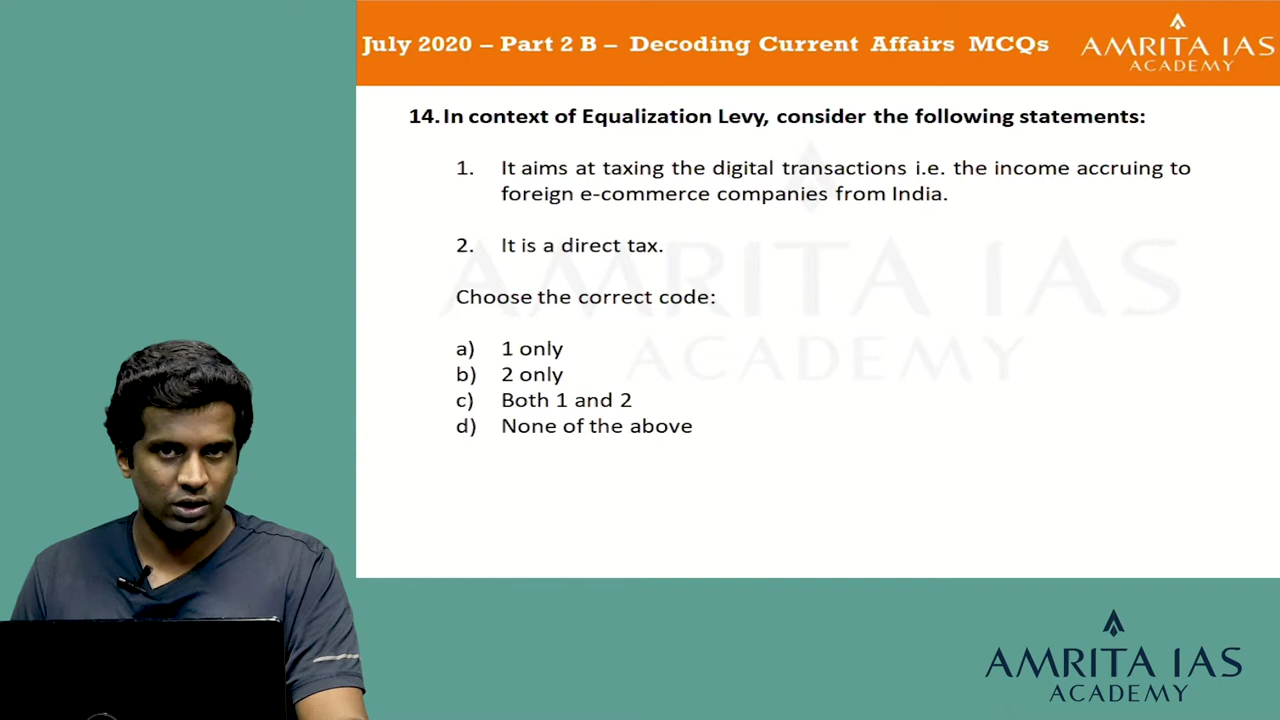 July 2020 – Part 2 B – Decoding Current Affairs MCQs
AMRITA IAS
ACADEMY
14. In context of Equalization Levy, consider the following statements:
1. It aims at taxing the digital transactions i.e. the income accruing to
foreign e-commerce companies from India.
2. It is a direct tax.
Choose the correct code:
a) 1 only
b) 2 only
c) Both 1 and 2
d) None of the above
AMRITA IAS
ACADEMY
AMRITA IAS
ACADEMY